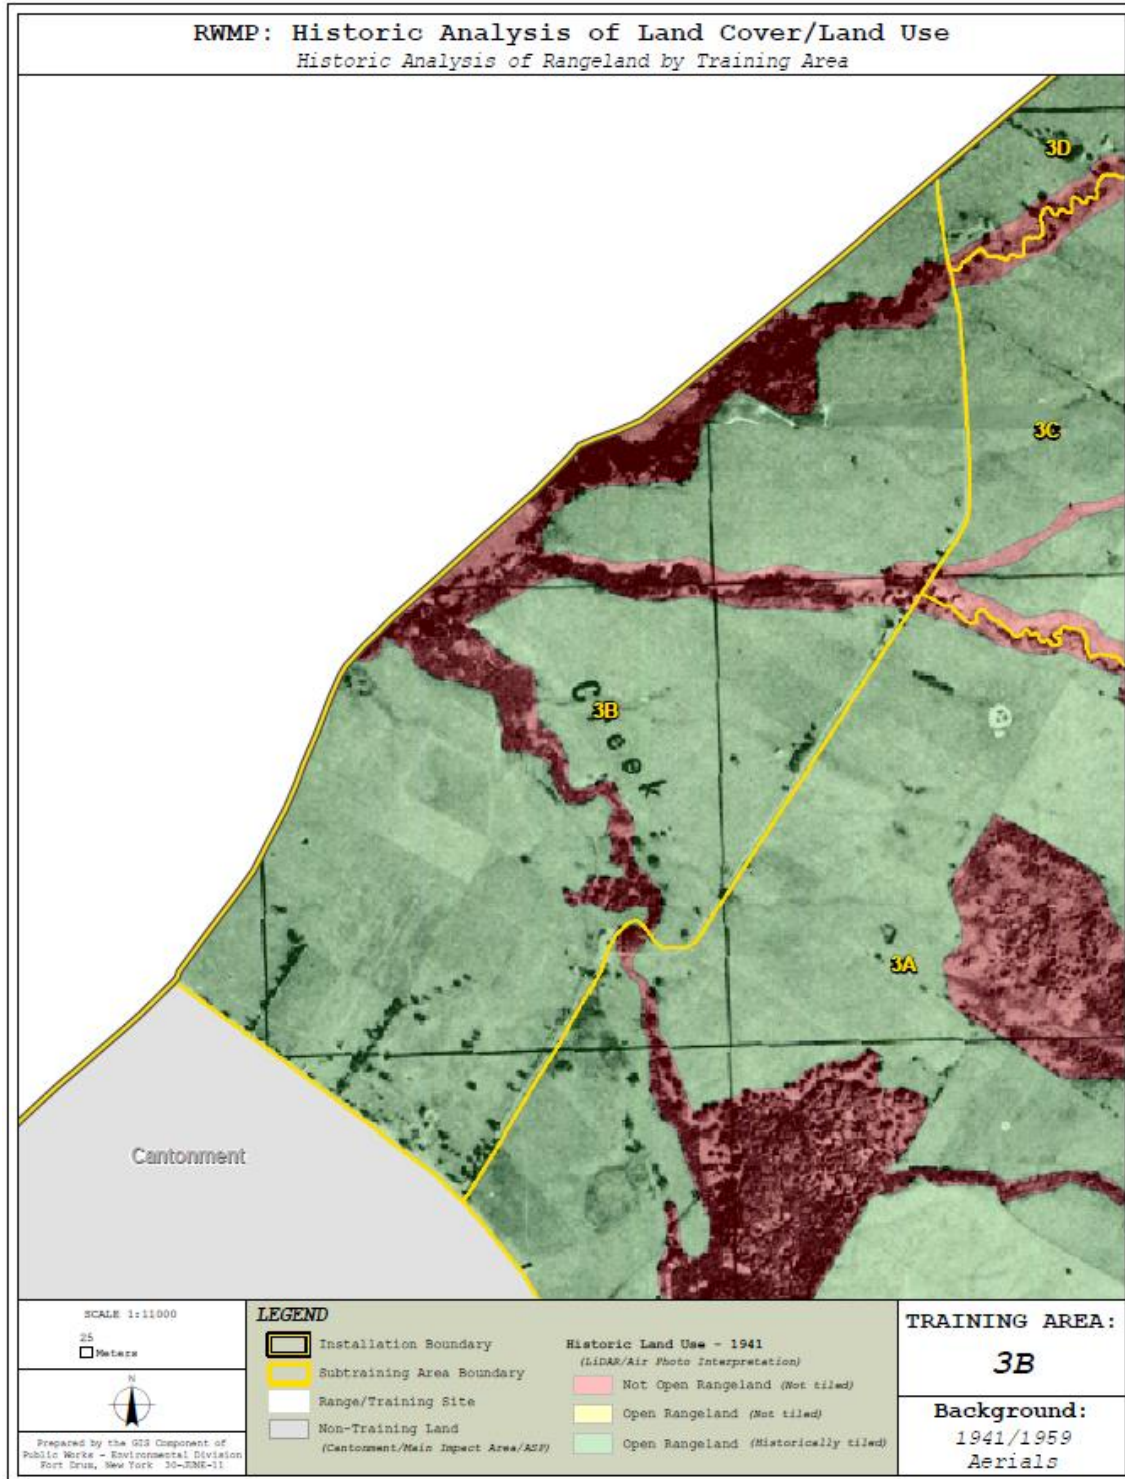 RWMP: Historic Analysis of Land Cover/Land Use
Historic Analysis of Rangeland by Training Area
3D
3C
3B
Creek
3A
Cantonment
SCALE 1:11000
25
Meters
N
Prepared by the GIS Component of
Public Works - Environmental Division
Fort Drum, New York 30-JUNE-11
LEGEND
Installation Boundary
Subtraining Area Boundary
Range/Training Site
Non-Training Land
(Cantonment/Main Impact Area/ASP)
Historic Land Use - 1941
(LiDAR/Air Photo Interpretation)
Not Open Rangeland (Not tiled)
Open Rangeland (Not tiled)
Open Rangeland (Historically tiled)
TRAINING AREA:
3B
Background:
1941/1959
Aerials